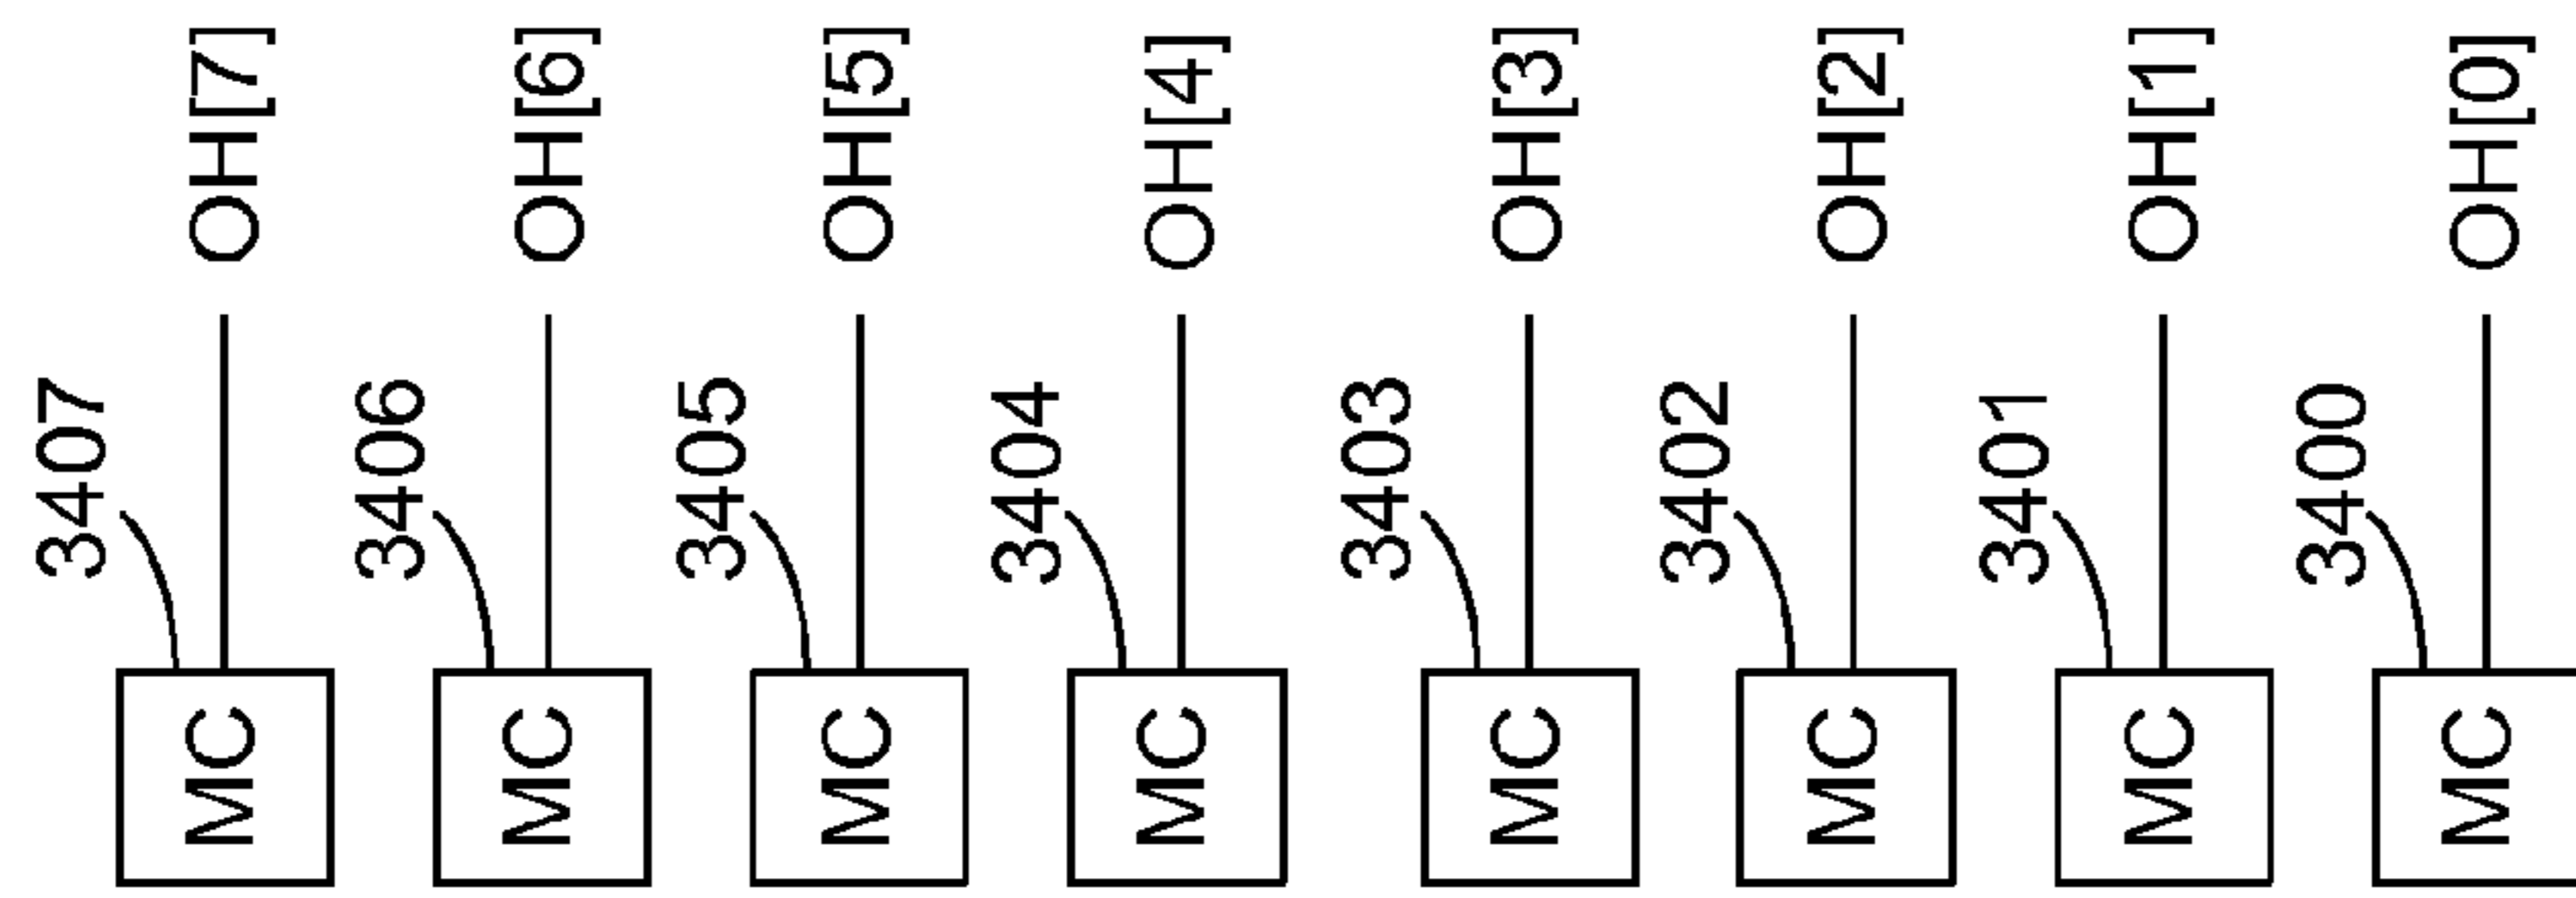 MC 3407 OH[7]
MC 3406 OH[6]
MC 3405 OH[5]
MC 3404 OH[4]
MC 3403 OH[3]
MC 3402 OH[2]
MC 3401 OH[1]
MC 3400 OH[0]